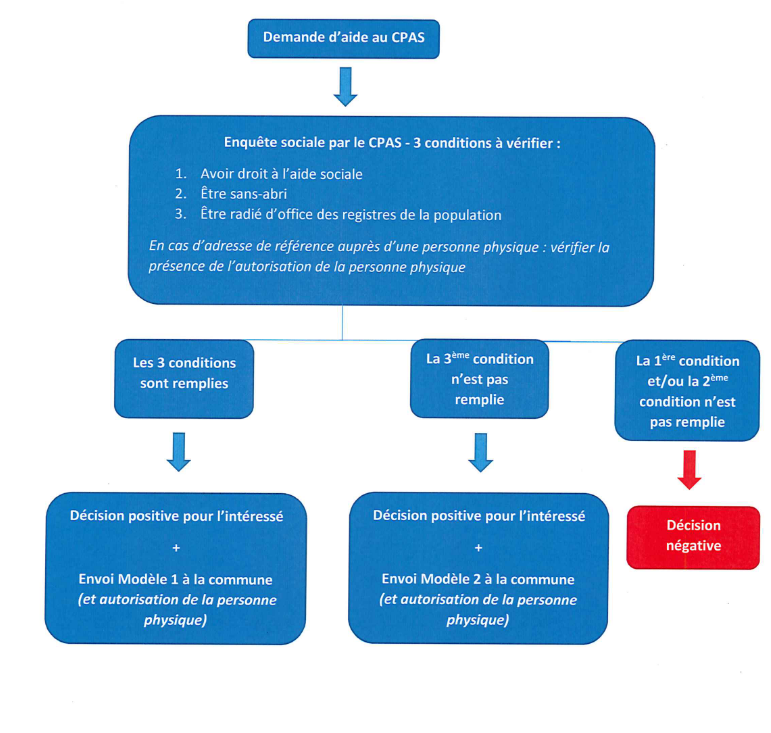 Demande d'aide au CPAS
Enquête sociale par le CPAS - 3 conditions à vérifier :
1. Avoir droit à l'aide sociale
2. Être sans-abri
3. Être radié d'office des registres de la population
En cas d'adresse de référence auprès d'une personne physique : vérifier la
présence de l'autorisation de la personne physique
Les 3 conditions
sont remplies
La 3ème condition
n'est pas
remplie
La 1ère condition
et/ou la 2ème
condition n'est
pas remplie
Décision positive pour l'intéressé
+
Envoi Modèle 1 à la commune
(et autorisation de la personne
physique)
Décision positive pour l'intéressé
+
Envoi Modèle 2 à la commune
(et autorisation de la personne
physique)
Décision
négative